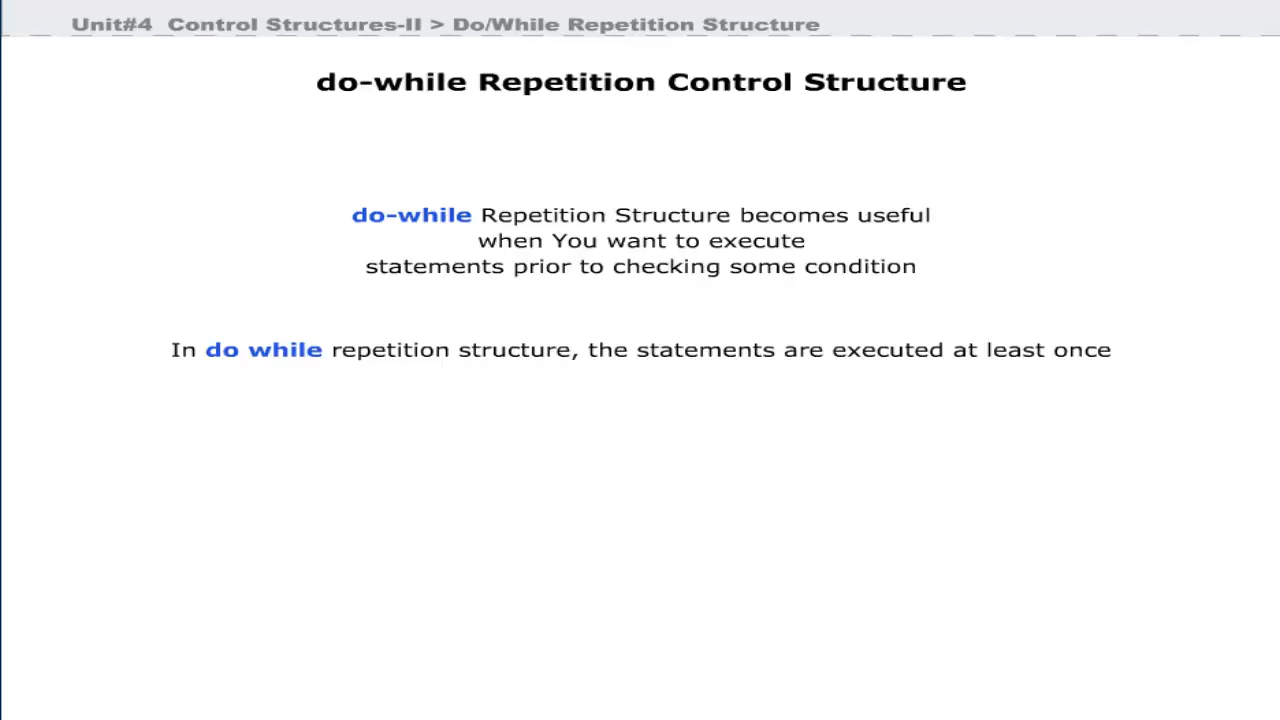 Unit#4 Control Structures-II > Do/While Repetition Structure
do-while Repetition Control Structure
do-while Repetition Structure becomes useful
when You want to execute
statements prior to checking some condition
In do while repetition structure, the statements are executed at least once